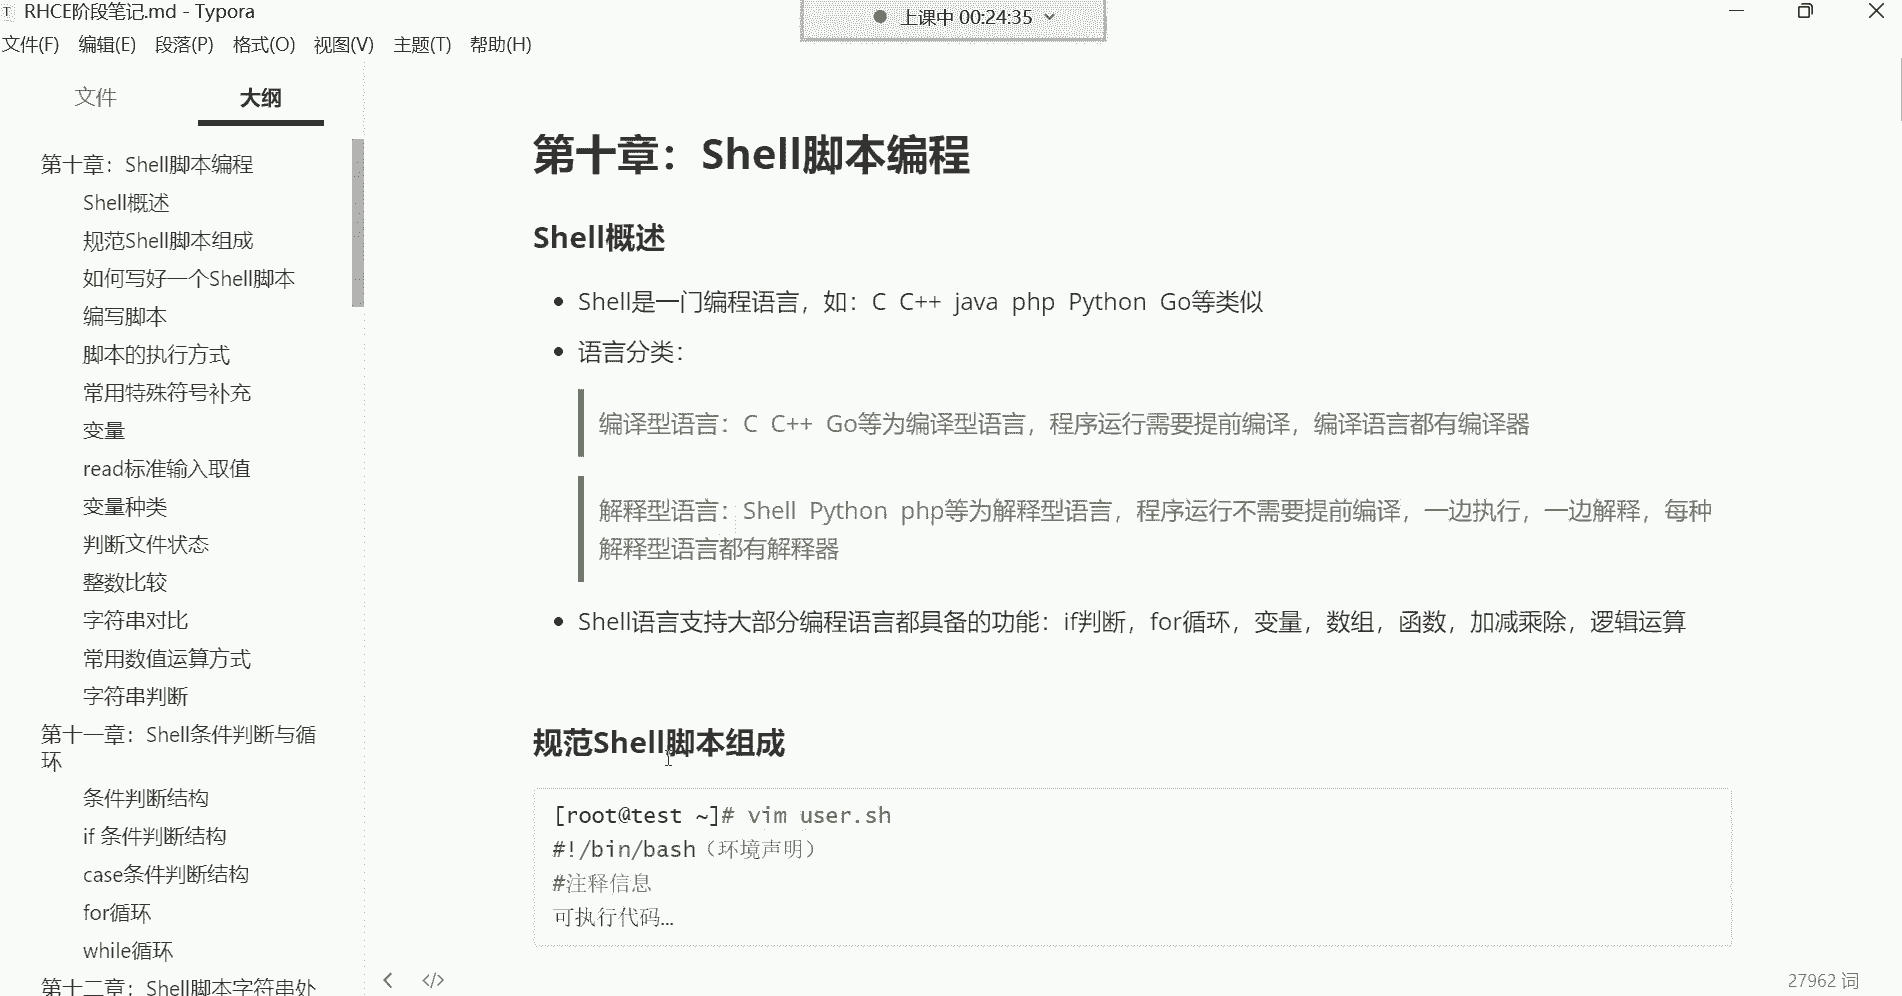 RHCE阶段笔记.md - Typora
上课中 00:24:35
文件(F) 编辑(E) 段落(P) 格式(O) 视图(V) 主题(T) 帮助(H)
文件 大纲
第十章：Shell脚本编程
Shell概述
规范Shell脚本组成
如何写好一个Shell脚本
编写脚本
脚本的执行方式
常用特殊符号补充
变量
read标准输入取值
变量种类
判断文件状态
整数比较
字符串对比
常用数值运算方式
字符串判断
第十一章：Shell条件判断与循
环
条件判断结构
if 条件判断结构
case条件判断结构
for循环
while循环
第十二章：Shell脚本字符串处
第十章：Shell脚本编程
Shell概述
Shell是一门编程语言，如：C C++ java php Python Go等类似
语言分类：
编译型语言：C C++ Go等为编译型语言，程序运行需要提前编译，编译语言都有编译器
解释型语言：Shell Python php等为解释型语言，程序运行不需要提前编译，一边执行，一边解释，每种
解释型语言都有解释器
Shell语言支持大部分编程语言都具备的功能：if判断，for循环，变量，数组，函数，加减乘除，逻辑运算
规范Shell脚本组成
[root@test ~]# vim user.sh
#!/bin/bash（环境声明）
#注释信息
可执行代码...
27962 词